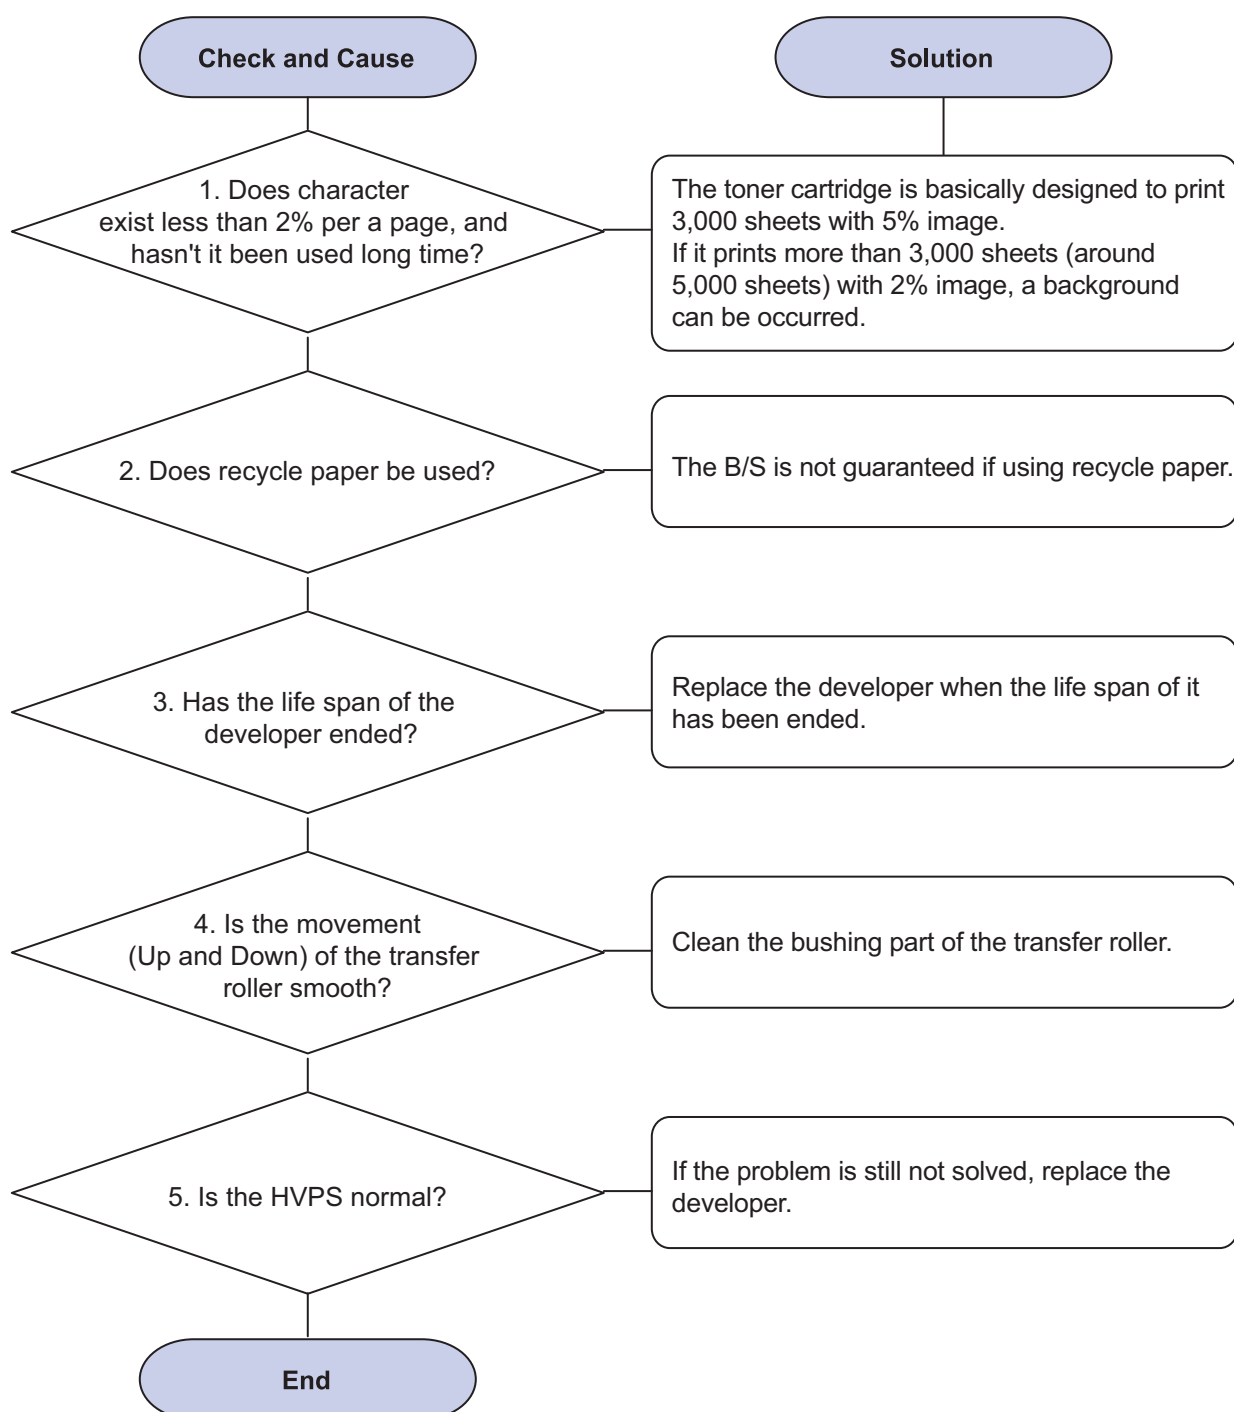 Check and Cause
Solution
1. Does character
exist less than 2% per a page, and
hasn't it been used long time?
The toner cartridge is basically designed to print
3,000 sheets with 5% image.
If it prints more than 3,000 sheets (around
5,000 sheets) with 2% image, a background
can be occurred.
2. Does recycle paper be used?
The B/S is not guaranteed if using recycle paper.
3. Has the life span of the
developer ended?
Replace the developer when the life span of it
has been ended.
4. Is the movement
(Up and Down) of the transfer
roller smooth?
Clean the bushing part of the transfer roller.
5. Is the HVPS normal?
If the problem is still not solved, replace the
developer.
End